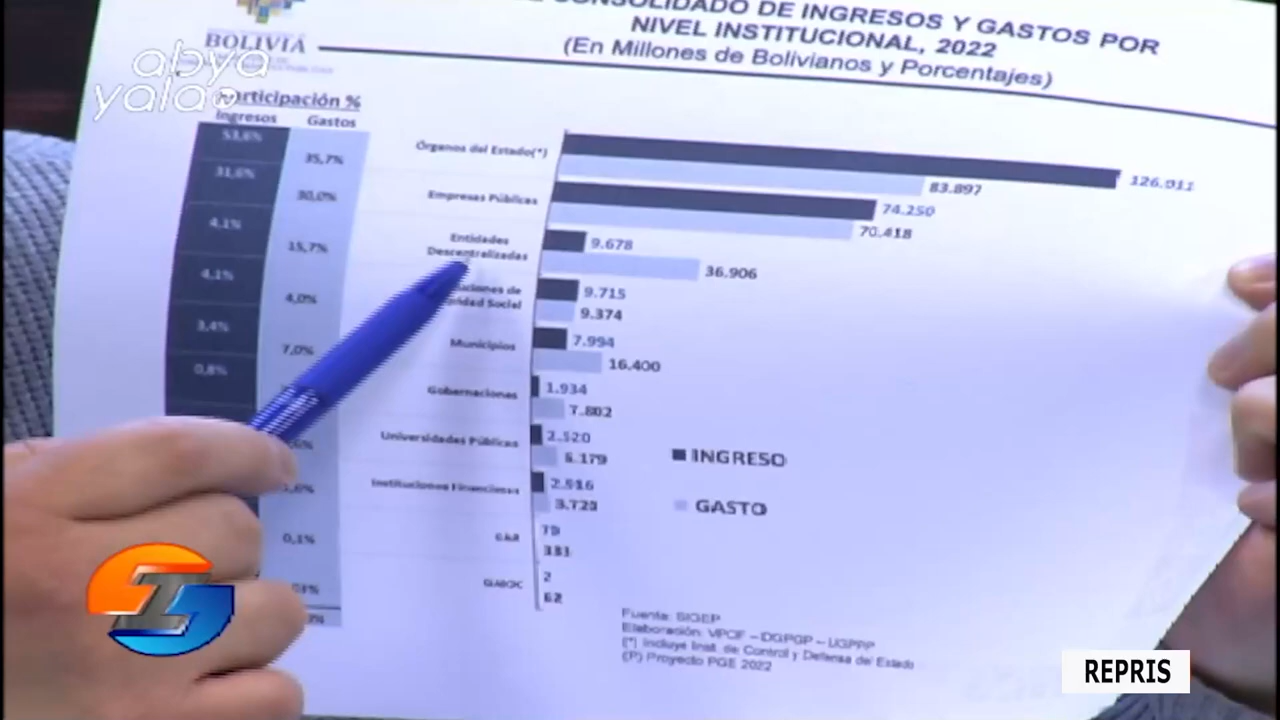 CONSOLIDADO DE INGRESOS Y GASTOS POR
NIVEL INSTITUCIONAL, 2022
(En Millones de Bolivianos y Porcentajes)
BOLIVIA
abya
yala
Participación %
Ingresos Gastos
53,6%
35,7%
31,6%
30,0%
4,1%
15,7%
4,1%
4,0%
3,4%
7,0%
0,8%
0,1%
Órganos del Estado(*)
126.011
83.897
Empresas Públicas
74.250
70.418
Entidades
Descentralizadas
9.678
36.906
9.715
9.374
Municipios
7.994
16.400
Gobernaciones
1.934
7.802
Universidades Públicas
2.520
6.179
Instituciones Financieras
2.916
79
2
62
INGRESO
GASTO
Fuente: SIGEP
Elaboración: VPCF – DGPGP – UGPPP
(*) Incluye Inst. de Control y Defensa del Estado
(P) Proyecto PGE 2022
REPRIS